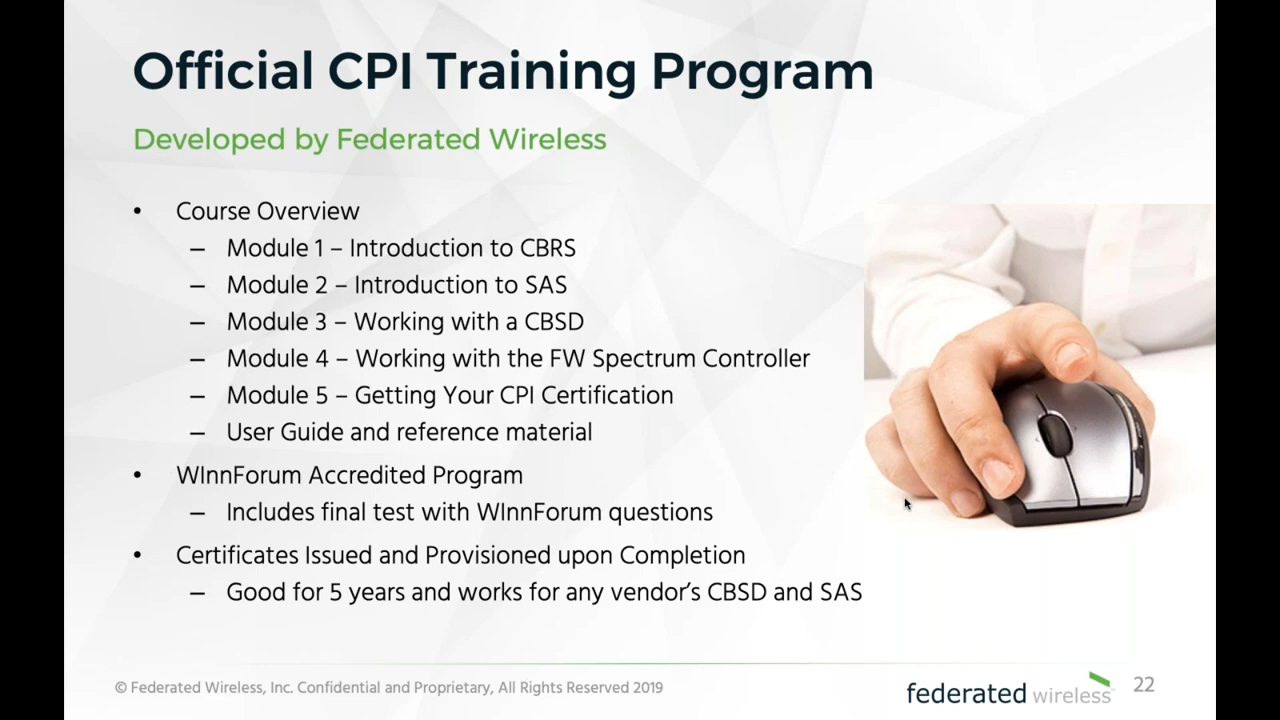 Official CPI Training Program
Developed by Federated Wireless
• Course Overview
– Module 1 – Introduction to CBRS
– Module 2 – Introduction to SAS
– Module 3 – Working with a CBSD
– Module 4 – Working with the FW Spectrum Controller
– Module 5 – Getting Your CPI Certification
– User Guide and reference material
• WInnForum Accredited Program
– Includes final test with WInnForum questions
• Certificates Issued and Provisioned upon Completion
– Good for 5 years and works for any vendor’s CBSD and SAS
© Federated Wireless, Inc. Confidential and Proprietary, All Rights Reserved 2019
federated wireless
22